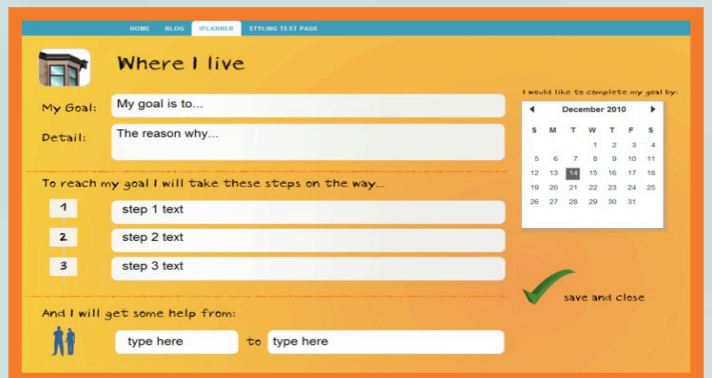 HOME BLOG IPLANNER STYLING TEST PAGE
Where I live
I would like to complete my goal by:
My Goal: My goal is to...
Detail: The reason why...
December 2010
S M T W T F S
1 2 3 4
5 6 7 8 9 10 11
12 13 14 15 16 17 18
19 20 21 22 23 24 25
26 27 28 29 30 31
To reach my goal I will take these steps on the way...
1 step 1 text
2 step 2 text
3 step 3 text
save and close
And I will get some help from:
type here to type here